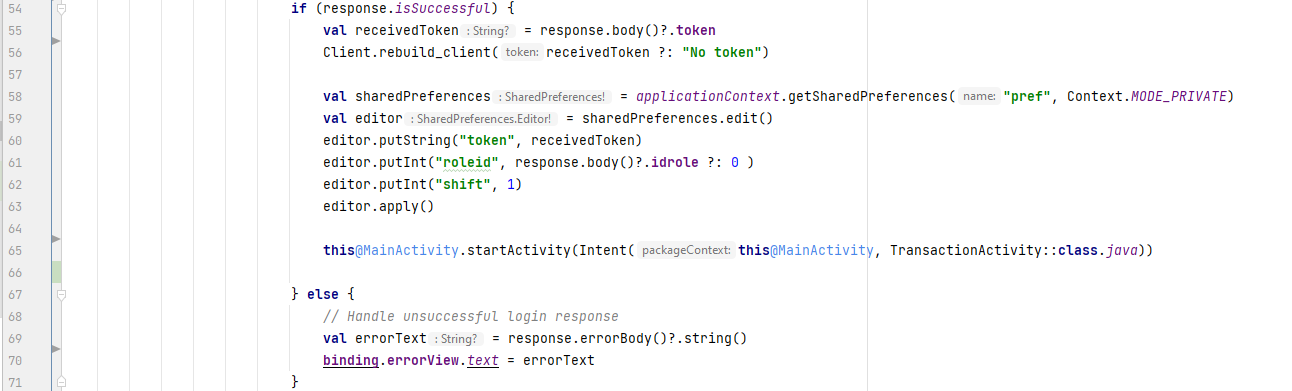 54 if (response.isSuccessful) {
55 val receivedToken : String? = response.body()?.token
56 Client.rebuild_client( token: receivedToken ?: "No token")
57
58 val sharedPreferences : SharedPreferences! = applicationContext.getSharedPreferences( name: "pref", Context.MODE_PRIVATE)
59 val editor : SharedPreferences.Editor! = sharedPreferences.edit()
60 editor.putString("token", receivedToken)
61 editor.putInt("roleid", response.body()?.idrole ?: 0 )
62 editor.putInt("shift", 1)
63 editor.apply()
64
65 this@MainActivity.startActivity(Intent( packageContext: this@MainActivity, TransactionActivity::class.java))
66
67 } else {
68 // Handle unsuccessful login response
69 val errorText : String? = response.errorBody()?.string()
70 binding.errorView.text = errorText
71 }